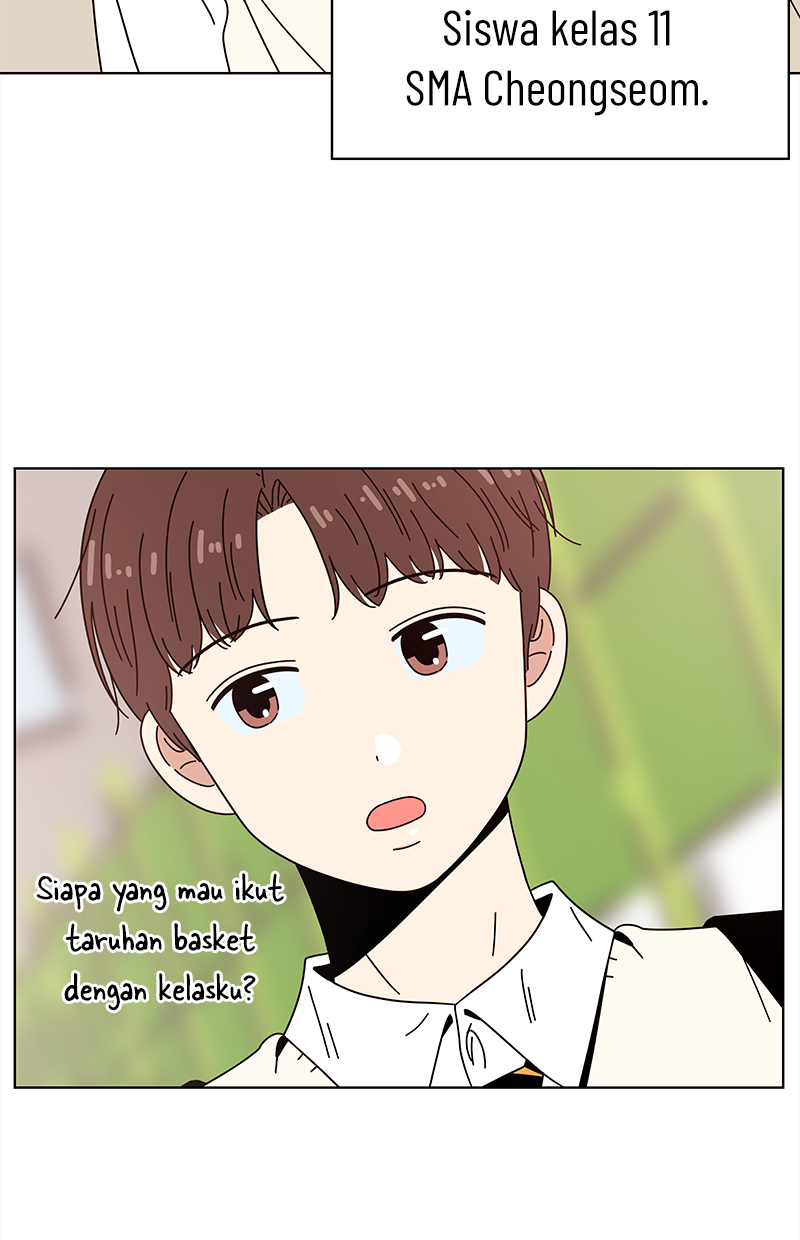 Siswa kelas 11
SMA Cheongseom.
Siapa yang mau ikut
taruhan basket
dengan kelasku?